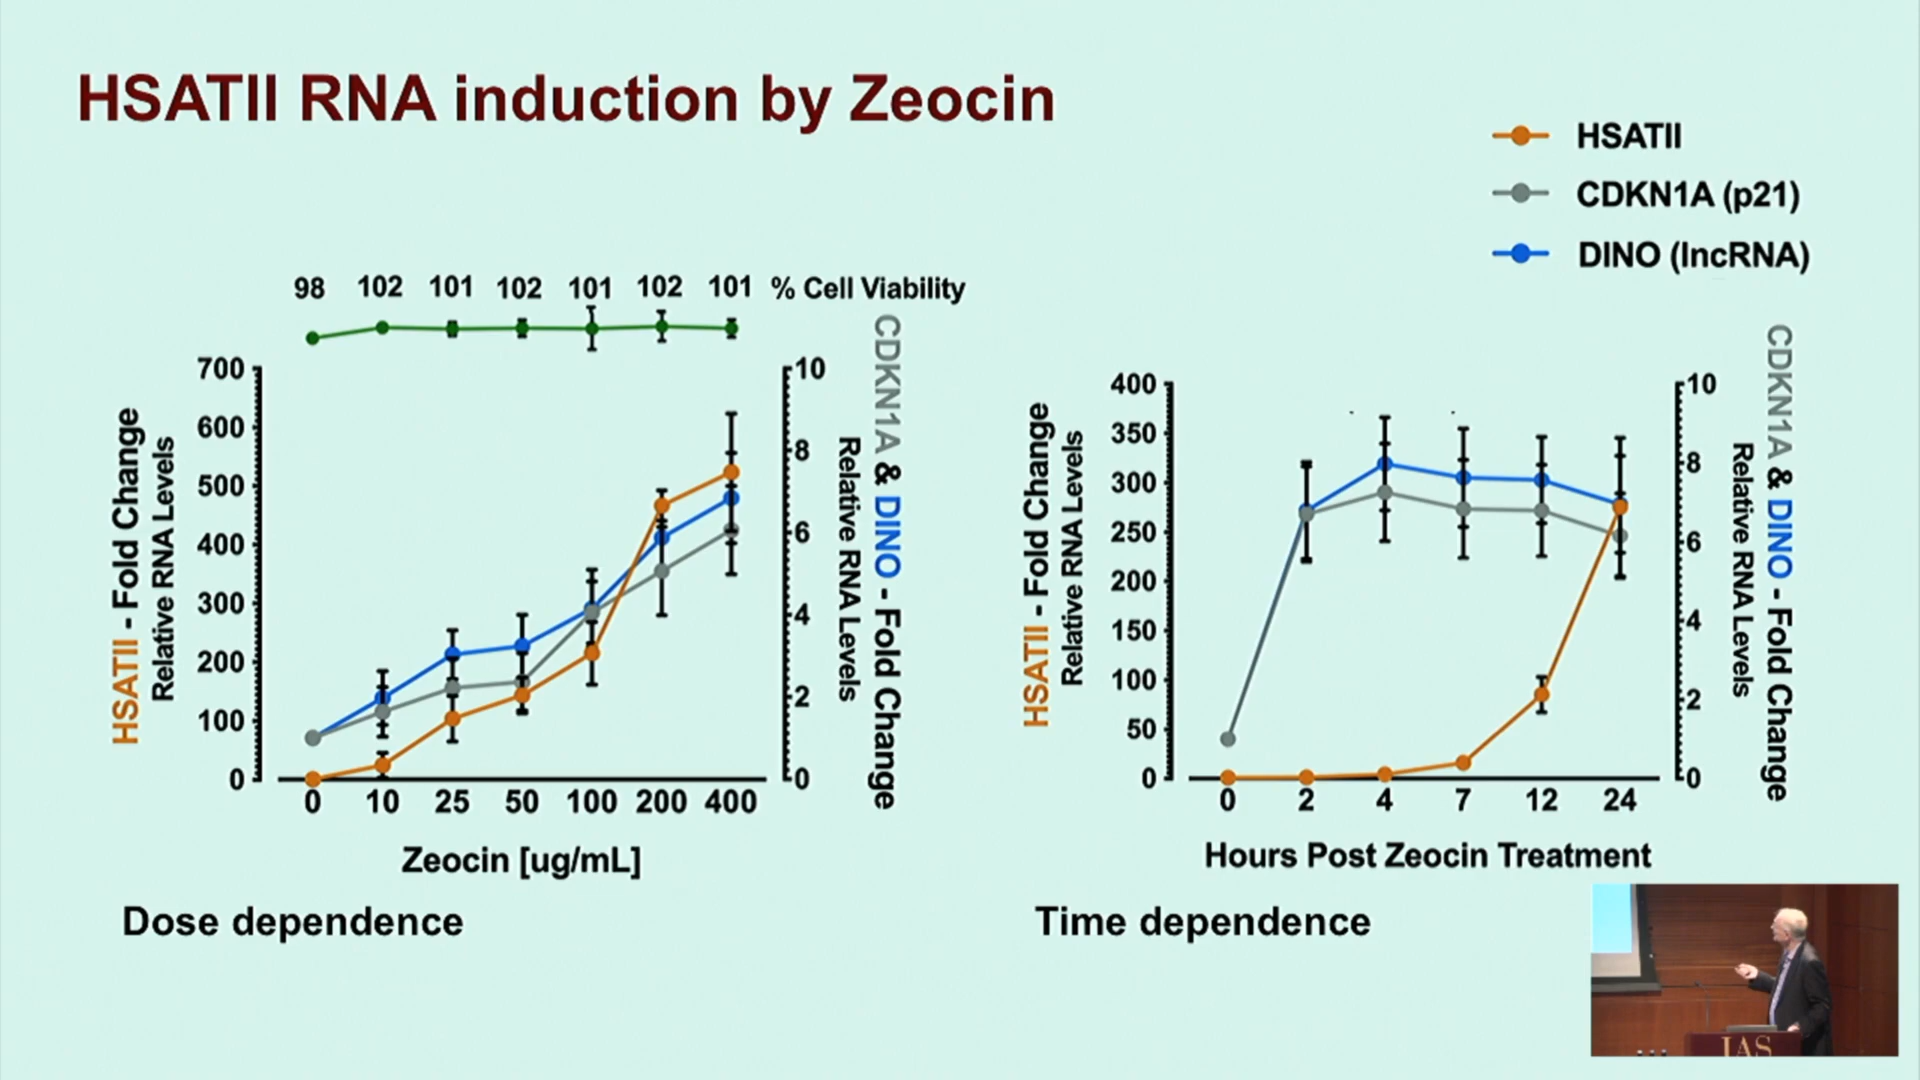 HSATII RNA induction by Zeocin
HSATII
CDKN1A (p21)
DINO (lncRNA)
98 102 101 102 101 102 101 % Cell Viability
HSATII - Fold Change
Relative RNA Levels
700
600
500
400
300
200
100
0
10
8
6
4
2
0
CDKN1A & DINO - Fold Change
Relative RNA Levels
0 10 25 50 100 200 400
Zeocin [ug/mL]
Dose dependence
HSATII - Fold Change
Relative RNA Levels
400
350
300
250
200
150
100
50
0
10
8
6
4
2
0
CDKN1A & DINO - Fold Change
Relative RNA Levels
0 2 4 7 12 24
Hours Post Zeocin Treatment
Time dependence
IAS